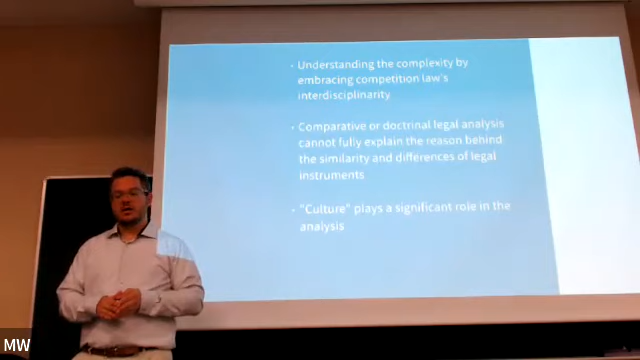 · Understanding the complexity by
embracing competition law's
interdisciplinarity
· Comparative or doctrinal legal analysis
cannot fully explain the reason behind
the similarity and differences of legal
instruments
· "Culture" plays a significant role in the
analysis
MW